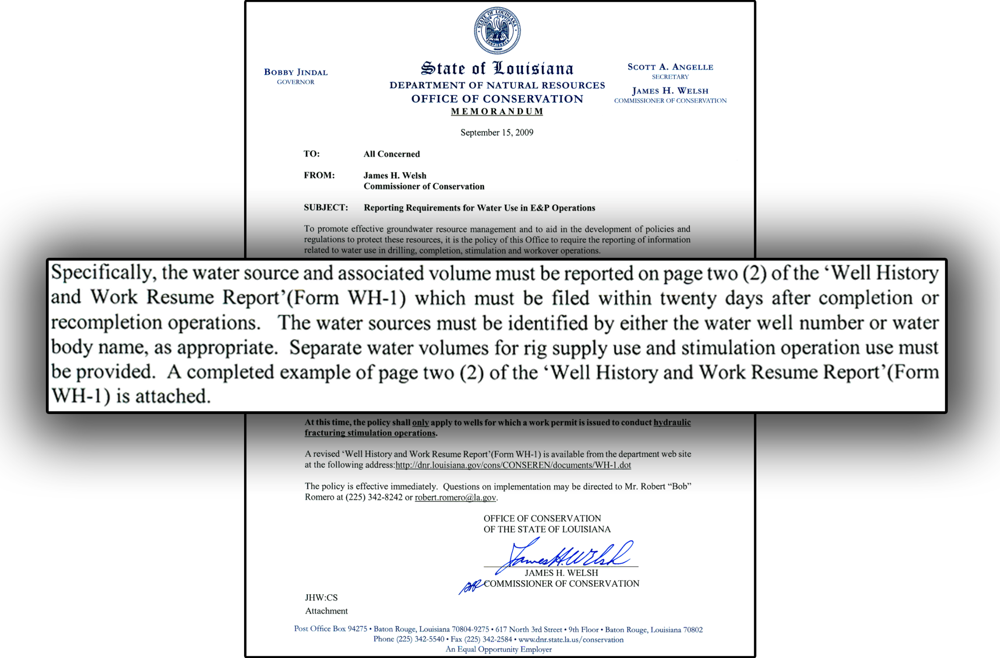 STATE OF LOUISIANA
UNION JUSTICE
CONFIDENCE
BOBBY JINDAL
GOVERNOR
State of Louisiana
DEPARTMENT OF NATURAL RESOURCES
OFFICE OF CONSERVATION
MEMORANDUM
SCOTT A. ANGELLE
SECRETARY
JAMES H. WELSH
COMMISSIONER OF CONSERVATION
September 15, 2009
TO: All Concerned
FROM: James H. Welsh
Commissioner of Conservation
SUBJECT: Reporting Requirements for Water Use in E&P Operations
To promote effective groundwater resource management and to aid in the development of policies and
regulations to protect these resources, it is the policy of this Office to require the reporting of information
related to water use in drilling, completion, stimulation and workover operations.
Specifically, the water source and associated volume must be reported on page two (2) of the ‘Well History
and Work Resume Report’(Form WH-1) which must be filed within twenty days after completion or
recompletion operations. The water sources must be identified by either the water well number or water
body name, as appropriate. Separate water volumes for rig supply use and stimulation operation use must
be provided. A completed example of page two (2) of the ‘Well History and Work Resume Report’(Form
WH-1) is attached.
At this time, the policy shall only apply to wells for which a work permit is issued to conduct hydraulic
fracturing stimulation operations.
A revised ‘Well History and Work Resume Report’(Form WH-1) is available from the department web site
at the following address:http://dnr.louisiana.gov/cons/CONSEREN/documents/WH-1.dot
The policy is effective immediately. Questions on implementation may be directed to Mr. Robert “Bob”
Romero at (225) 342-8242 or robert.romero@la.gov.
OFFICE OF CONSERVATION
OF THE STATE OF LOUISIANA
James H. Welsh
JAMES H. WELSH
COMMISSIONER OF CONSERVATION
JHW:CS
Attachment
Post Office Box 94275 • Baton Rouge, Louisiana 70804-9275 • 617 North 3rd Street • 9th Floor • Baton Rouge, Louisiana 70802
Phone (225) 342-5540 • Fax (225) 342-2584 • www.dnr.state.la.us/conservation
An Equal Opportunity Employer